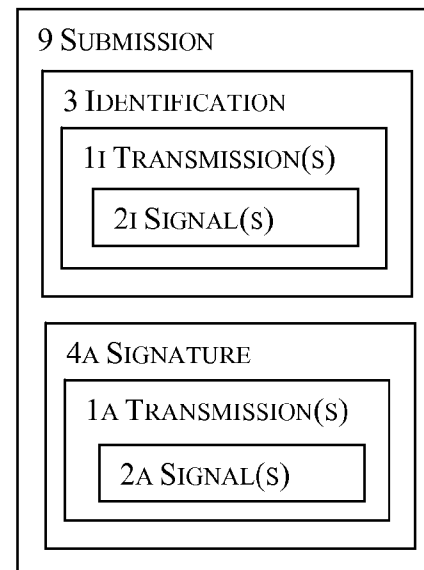 9 SUBMISSION
3 IDENTIFICATION
1I TRANSMISSION(S)
2I SIGNAL(S)
4A SIGNATURE
1A TRANSMISSION(S)
2A SIGNAL(S)